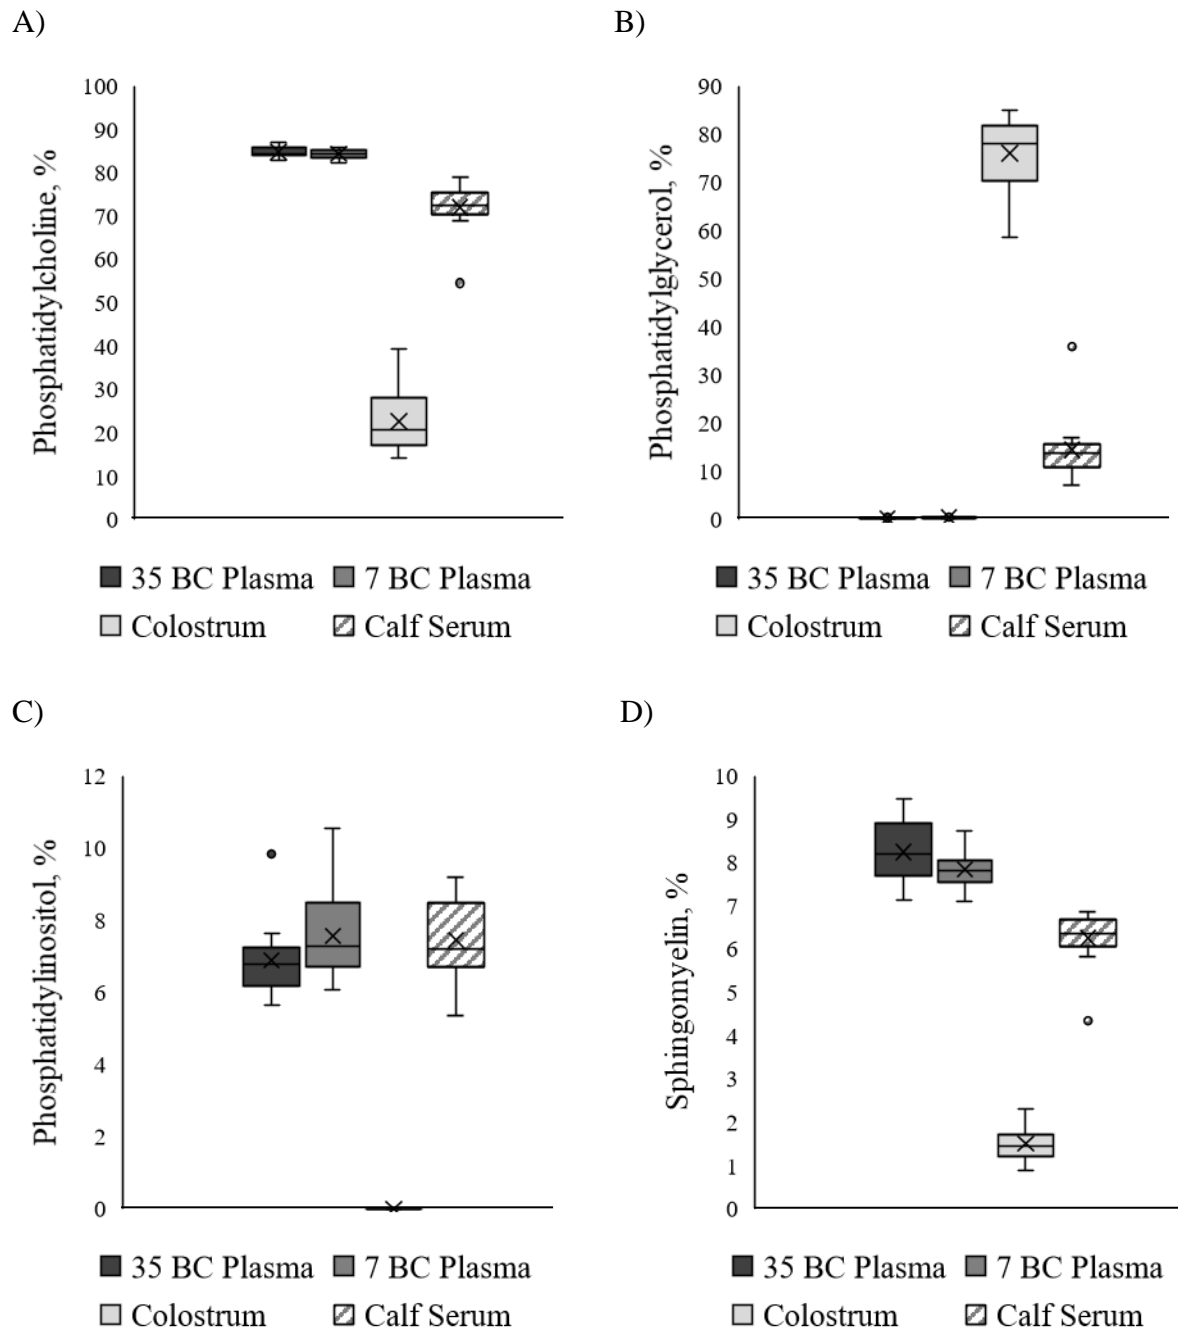 A)
B)
Phosphatidylcholine, %
100
90
80
70
60
50
40
30
20
10
0
35 BC Plasma 7 BC Plasma
Colostrum Calf Serum
Phosphatidylglycerol, %
90
80
70
60
50
40
30
20
10
0
35 BC Plasma 7 BC Plasma
Colostrum Calf Serum
C)
D)
Phosphatidylinositol, %
12
10
8
6
4
2
0
35 BC Plasma 7 BC Plasma
Colostrum Calf Serum
Sphingomyelin, %
10
9
8
7
6
5
4
3
2
1
0
35 BC Plasma 7 BC Plasma
Colostrum Calf Serum